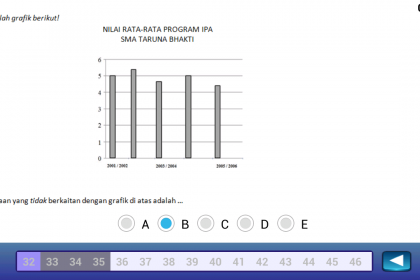 lah grafik berikut!
NILAI RATA-RATA PROGRAM IPA
SMA TARUNA BHAKTI
6
5
4
3
2
1
0
2001 / 2002 2003 / 2004 2005 / 2006
aan yang tidak berkaitan dengan grafik di atas adalah ...
A B C D E
32 33 34 35 36 37 38 39 40 41 42 43 44 45 46